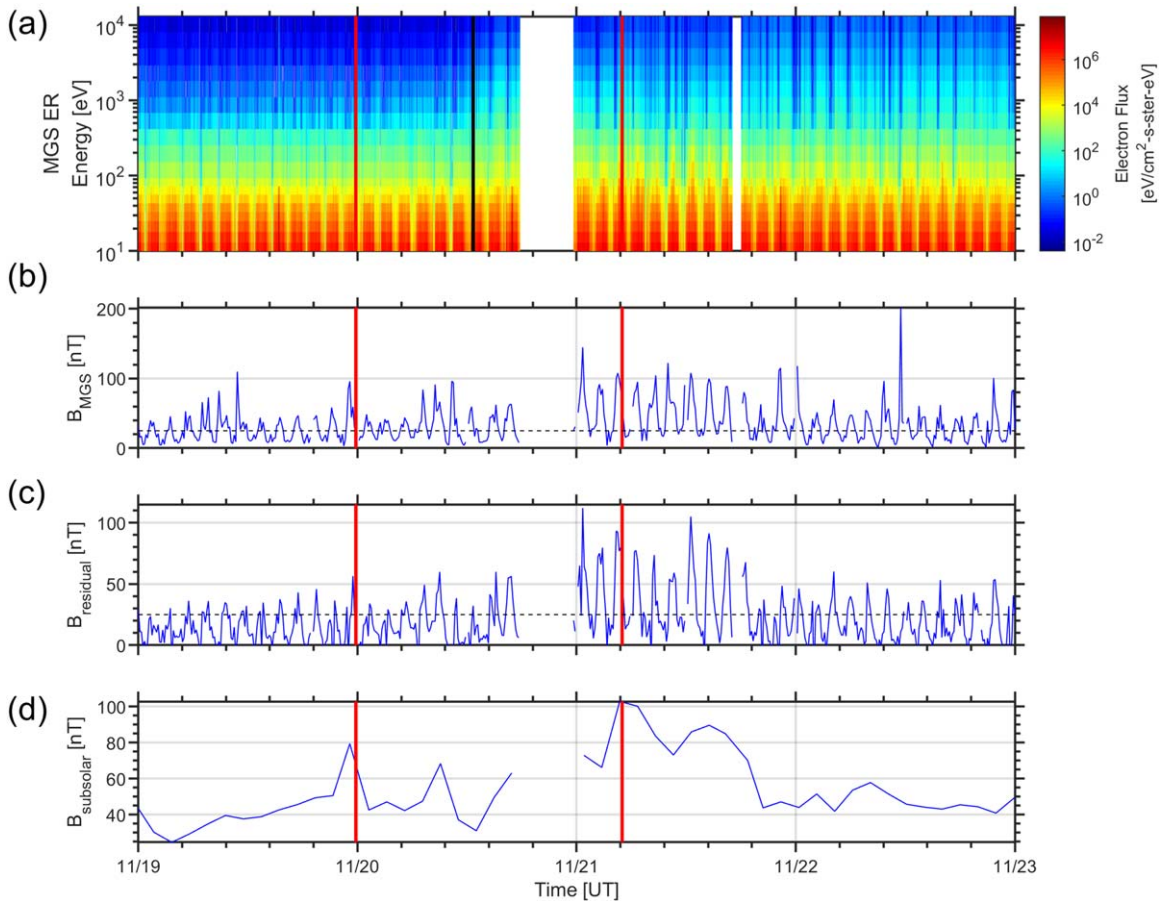 (a)
10^4
10^3
10^2
10^1
MGS ER
Energy [eV]
10^6
10^4
10^2
10^0
10^-2
Electron Flux
[eV/cm^2-s-ster-eV]
(b)
200
100
0
B_MGS [nT]
(c)
100
50
0
B_residual [nT]
(d)
100
80
60
40
B_subsolar [nT]
11/19 11/20 11/21 11/22 11/23
Time [UT]